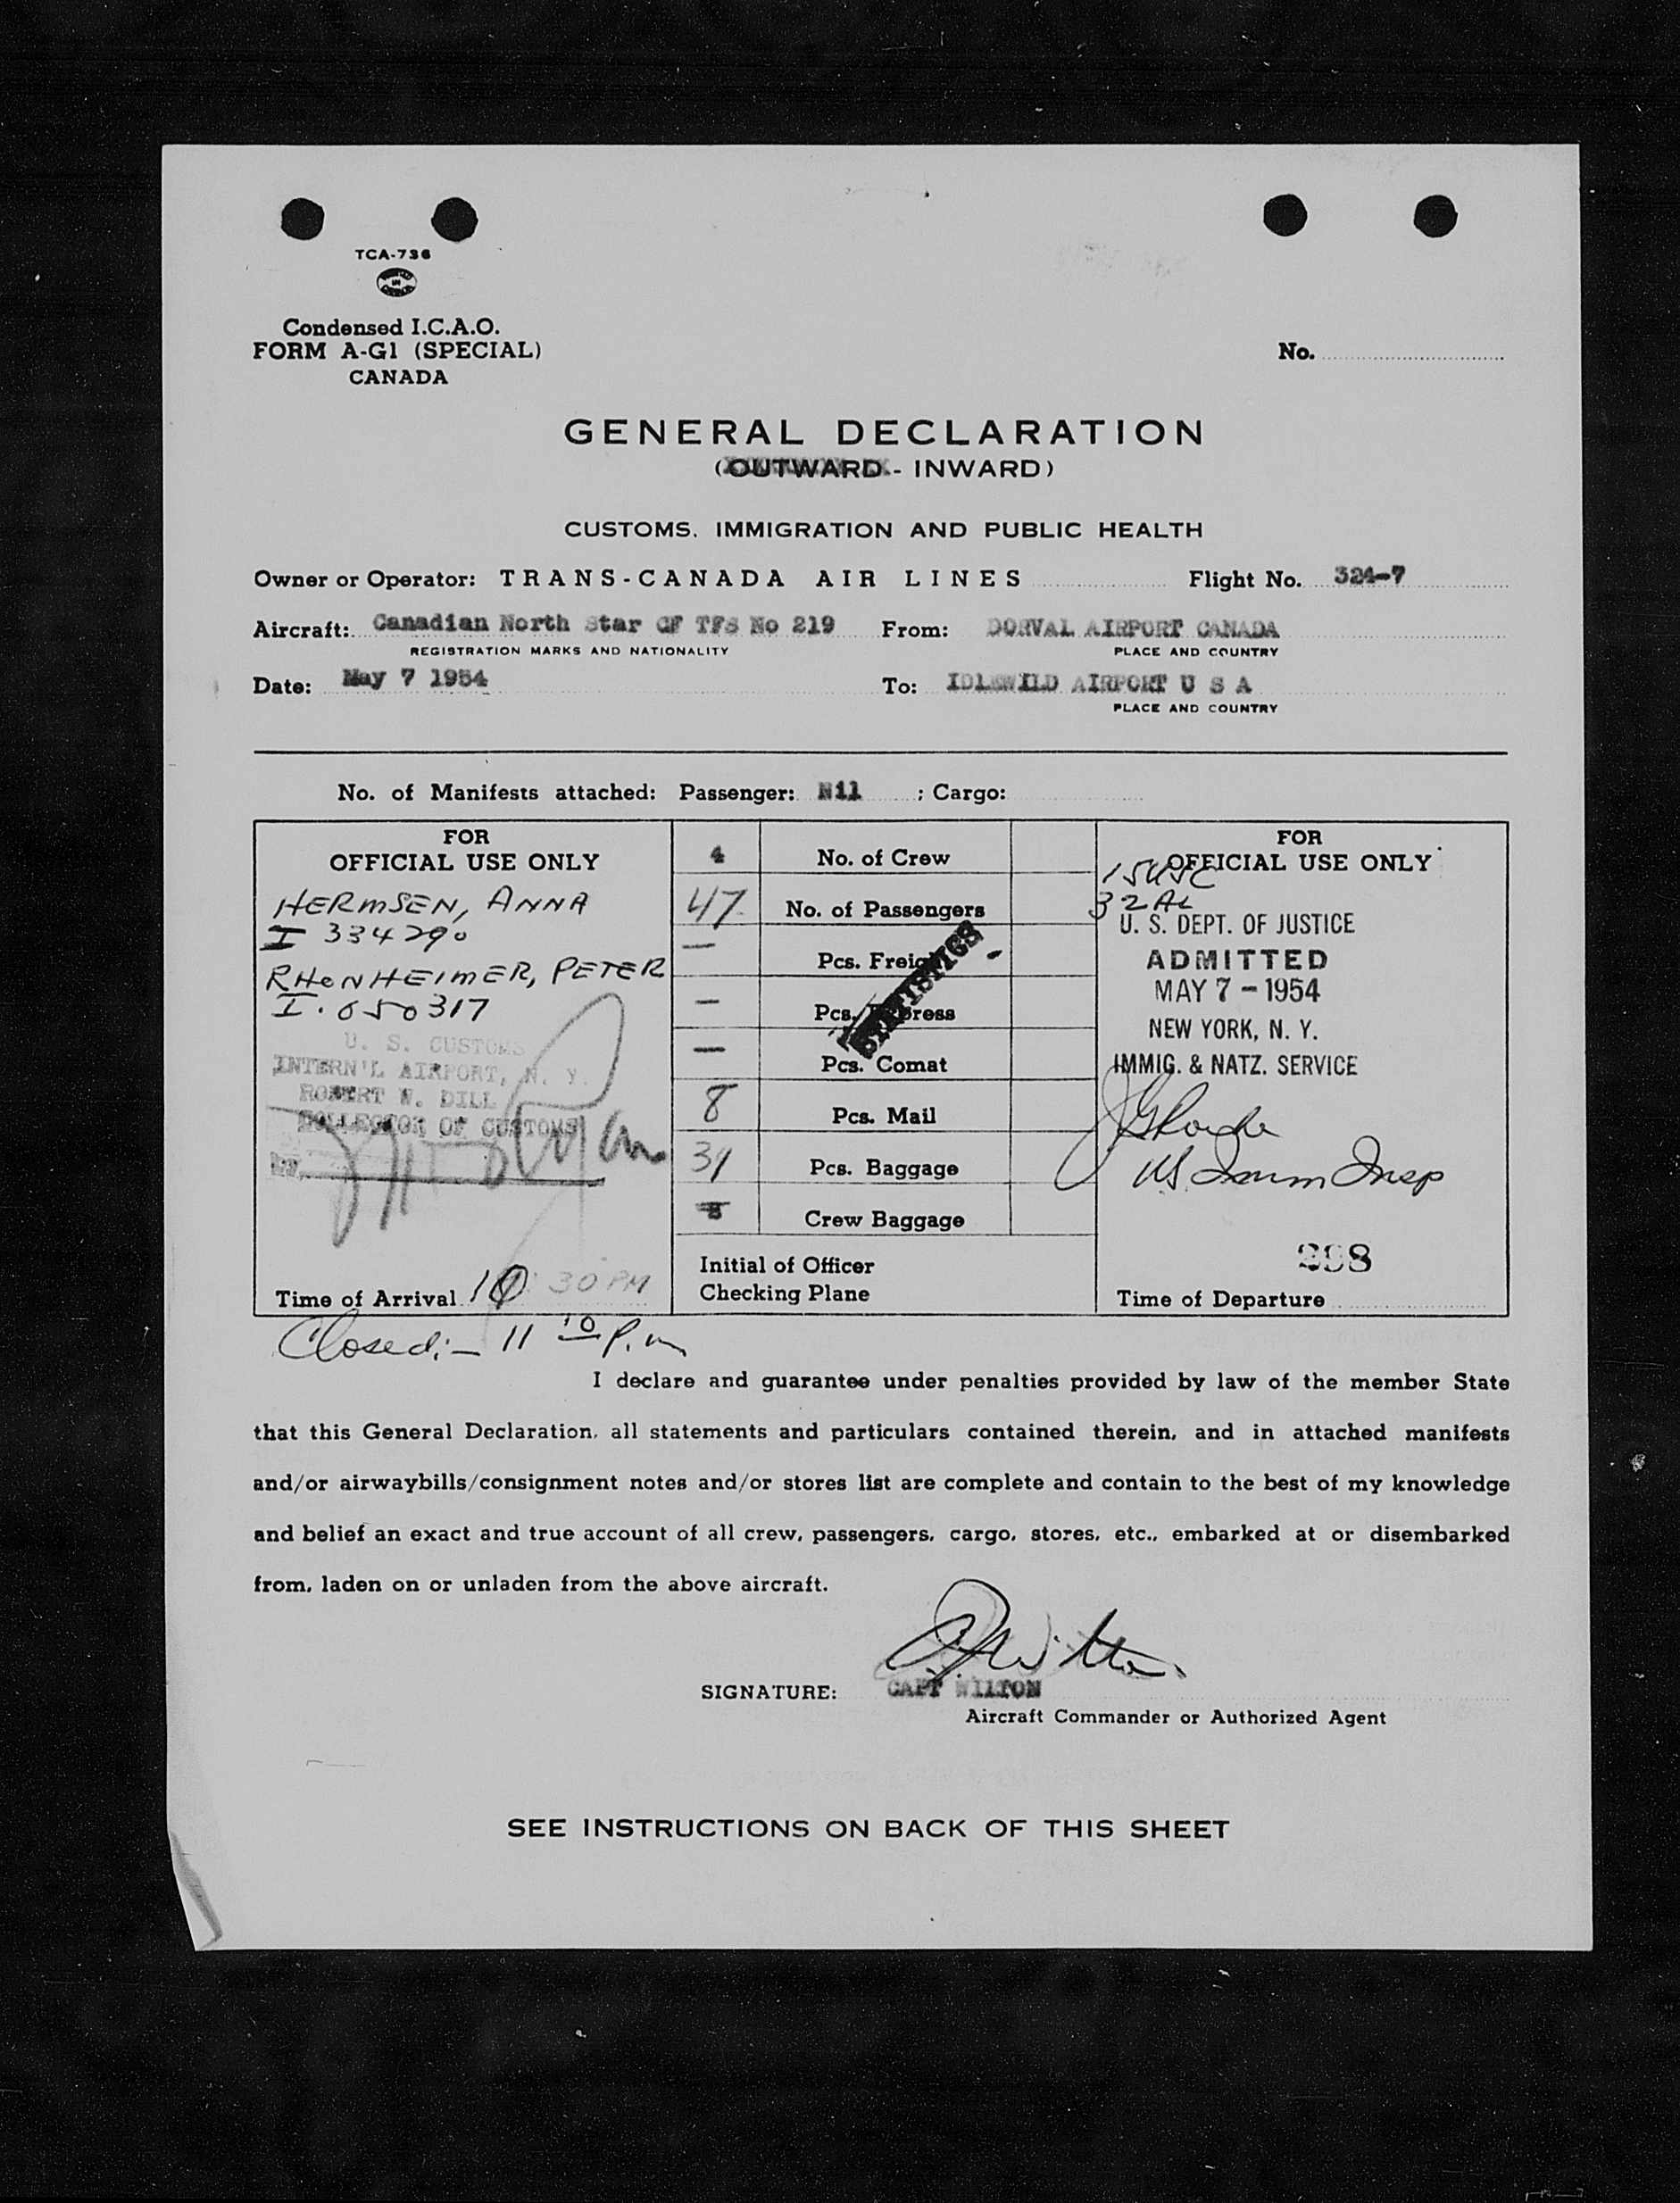 TCA-736
Condensed I.C.A.O.
FORM A-G1 (SPECIAL)
CANADA
No.
GENERAL DECLARATION
(OUTWARD - INWARD)
CUSTOMS, IMMIGRATION AND PUBLIC HEALTH
Owner or Operator: TRANS-CANADA AIR LINES Flight No. 324-7
Aircraft: Canadian North Star CF TFS No 219 From: DORVAL AIRPORT CANADA
REGISTRATION MARKS AND NATIONALITY PLACE AND COUNTRY
Date: May 7 1954 To: IDLEWILD AIRPORT U S A
PLACE AND COUNTRY
No. of Manifests attached: Passenger: Nil ; Cargo:
FOR
OFFICIAL USE ONLY
HERMSEN, ANNA
I 334290
RHONHEIMER, PETER
I. 650317
U. S. CUSTOMS
INTERN'L AIRPORT, N. Y.
ROBERT W. DILL
COLLECTOR OF CUSTOMS
Time of Arrival 10 30 PM
4 No. of Crew
47 No. of Passengers
— Pcs. Freight
— Pcs. Express
— Pcs. Comat
8 Pcs. Mail
31 Pcs. Baggage
Crew Baggage
STATISTICS
Initial of Officer
Checking Plane
FOR
OFFICIAL USE ONLY
15 USC
32 AL
U. S. DEPT. OF JUSTICE
ADMITTED
MAY 7 - 1954
NEW YORK, N. Y.
IMMIG. & NATZ. SERVICE
US Imm Insp
298
Time of Departure
Closed:- 11 10 P.m
I declare and guarantee under penalties provided by law of the member State
that this General Declaration, all statements and particulars contained therein, and in attached manifests
and/or airwaybills/consignment notes and/or stores list are complete and contain to the best of my knowledge
and belief an exact and true account of all crew, passengers, cargo, stores, etc., embarked at or disembarked
from, laden on or unladen from the above aircraft.
SIGNATURE: CAPT WILTON
Aircraft Commander or Authorized Agent
SEE INSTRUCTIONS ON BACK OF THIS SHEET